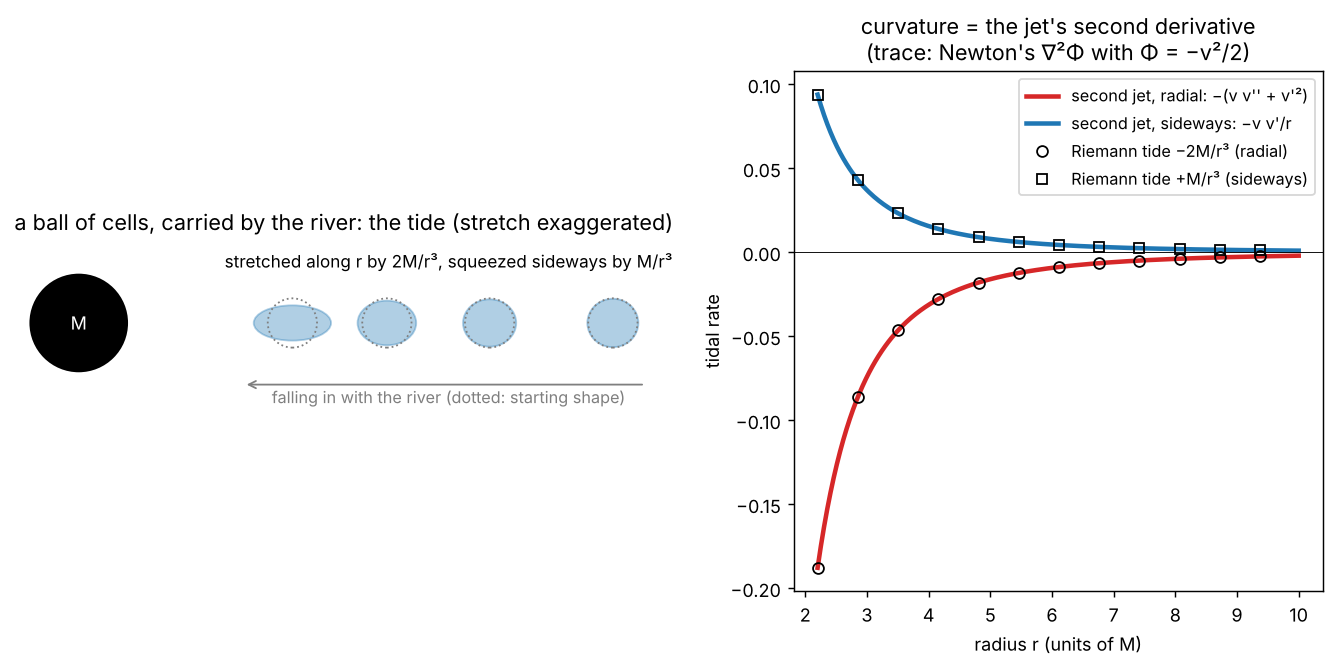 a ball of cells, carried by the river: the tide (stretch exaggerated)
stretched along r by 2M/r³, squeezed sideways by M/r³
M
falling in with the river (dotted: starting shape)
curvature = the jet's second derivative
(trace: Newton's ∇²Φ with Φ = −v²/2)
second jet, radial: −(v v'' + v'²)
second jet, sideways: −v v'/r
Riemann tide −2M/r³ (radial)
Riemann tide +M/r³ (sideways)
tidal rate
0.10
0.05
0.00
−0.05
−0.10
−0.15
−0.20
2 3 4 5 6 7 8 9 10
radius r (units of M)